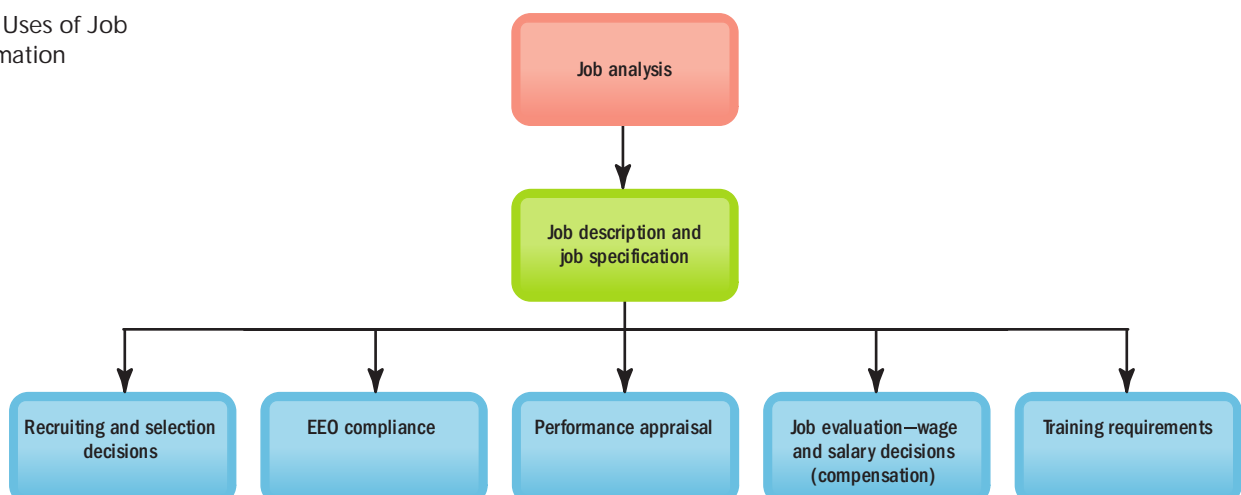 Uses of Job
mation
Job analysis
Job description and
job specification
Recruiting and selection
decisions
EEO compliance
Performance appraisal
Job evaluation—wage
and salary decisions
(compensation)
Training requirements